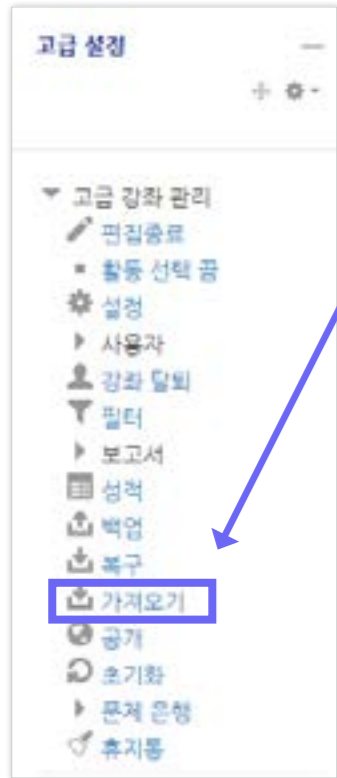 고급 설정
고급 강좌 관리
편집종료
활동 선택 끔
설정
사용자
강좌 탈퇴
필터
보고서
성적
백업
복구
가져오기
공개
초기화
문제 은행
휴지통